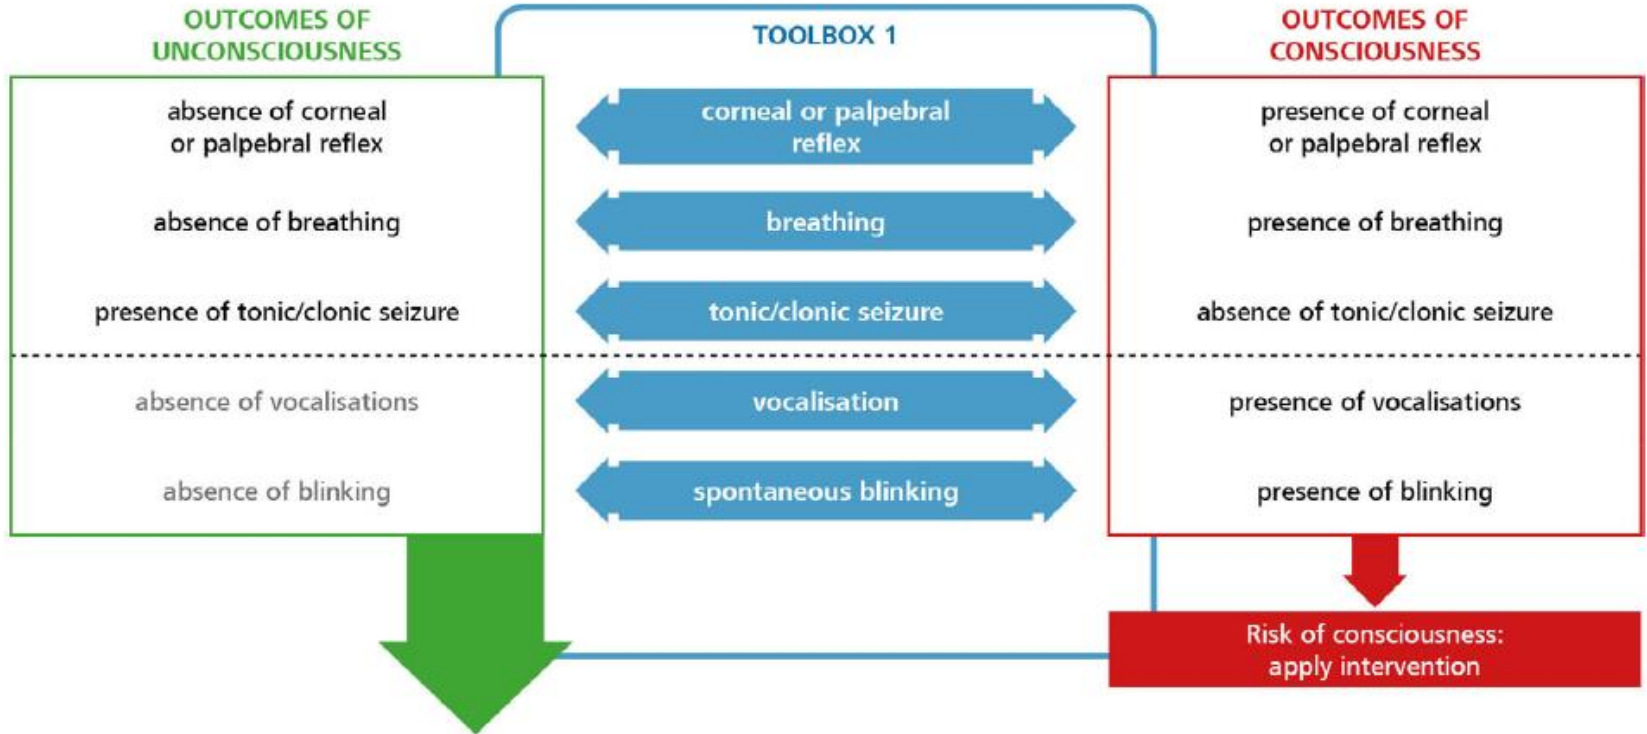 OUTCOMES OF
UNCONSCIOUSNESS
TOOLBOX 1
OUTCOMES OF
CONSCIOUSNESS
absence of corneal
or palpebral reflex
corneal or palpebral
reflex
presence of corneal
or palpebral reflex
absence of breathing
breathing
presence of breathing
presence of tonic/clonic seizure
tonic/clonic seizure
absence of tonic/clonic seizure
absence of vocalisations
vocalisation
presence of vocalisations
absence of blinking
spontaneous blinking
presence of blinking
Risk of consciousness:
apply intervention